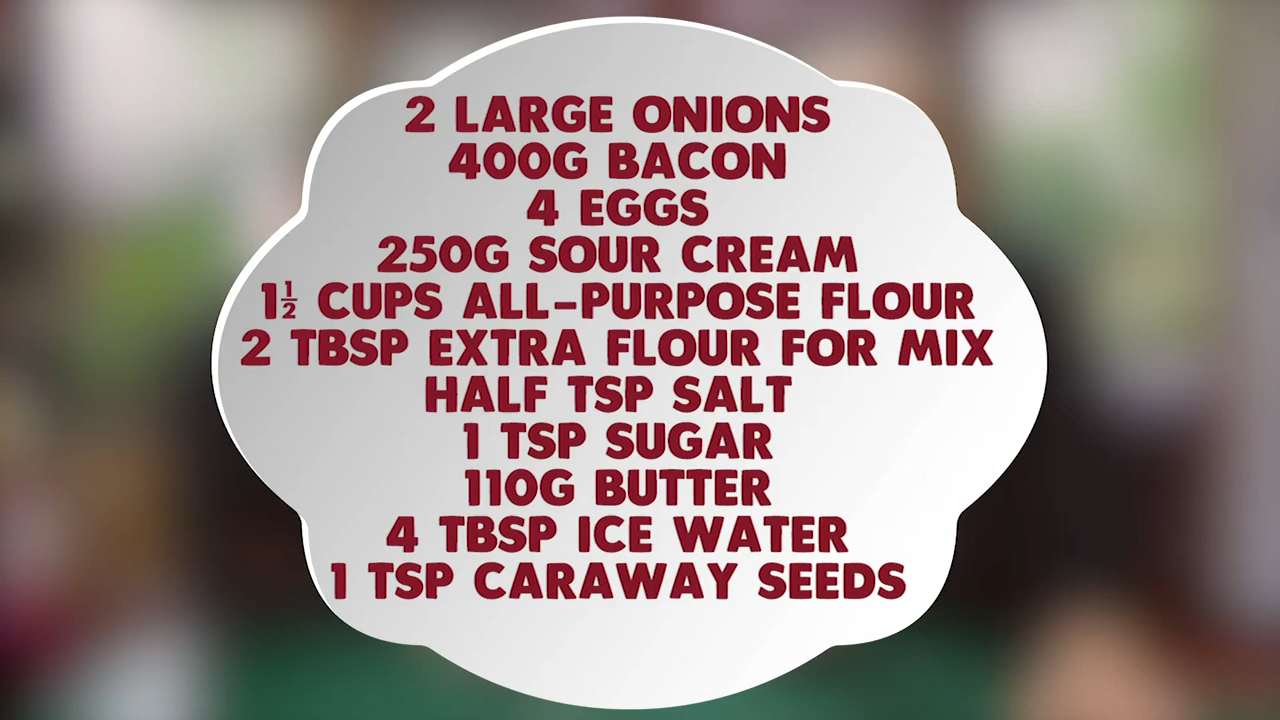 2 LARGE ONIONS
400G BACON
4 EGGS
250G SOUR CREAM
1½ CUPS ALL-PURPOSE FLOUR
2 TBSP EXTRA FLOUR FOR MIX
HALF TSP SALT
1 TSP SUGAR
110G BUTTER
4 TBSP ICE WATER
1 TSP CARAWAY SEEDS